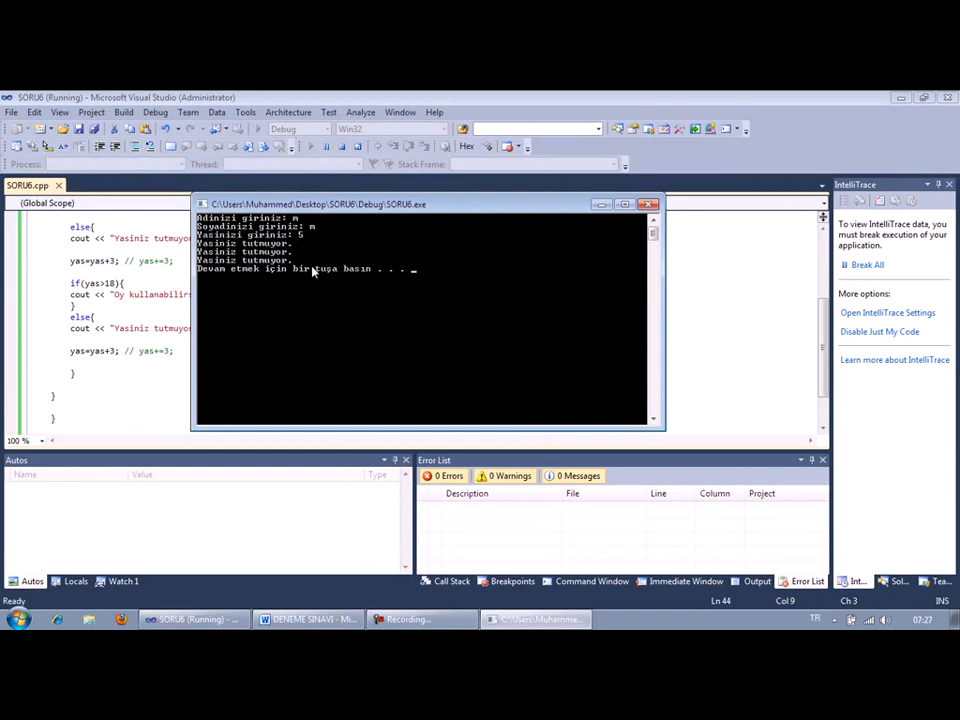 SORU6 (Running) - Microsoft Visual Studio (Administrator)
File Edit View Project Build Debug Team Data Tools Architecture Test Analyze Window Help
Debug Win32
Hex
Process: Thread: Stack Frame:
SORU6.cpp
(Global Scope)
else{
cout << "Yasiniz tutmuyo
yas=yas+3; // yas+=3;
if(yas>18){
cout << "Oy kullanabilirs
}
else{
cout << "Yasiniz tutmuyo
yas=yas+3; // yas+=3;
}
}
}
100 %
C:\Users\Muhammed\Desktop\SORU6\Debug\SORU6.exe
Adinizi giriniz: m
Soyadinizi giriniz: m
Yasinizi giriniz: 5
Yasiniz tutmuyor.
Yasiniz tutmuyor.
Yasiniz tutmuyor.
Devam etmek için bir tuşa basın . . . _
IntelliTrace
To view IntelliTrace data,
you must break execution of
your application.
Break All
More options:
Open IntelliTrace Settings
Disable Just My Code
Learn more about IntelliTrace
Autos
Name Value Type
Error List
0 Errors 0 Warnings 0 Messages
Description File Line Column Project
Autos Locals Watch 1
Call Stack Breakpoints Command Window Immediate Window Output Error List
Int... Sol... Tea...
Ready Ln 44 Col 9 Ch 3 INS
SORU6 (Running) - ... DENEME SINAVI - Mi... Recording... C:\Users\Muhamme...
TR 07:27